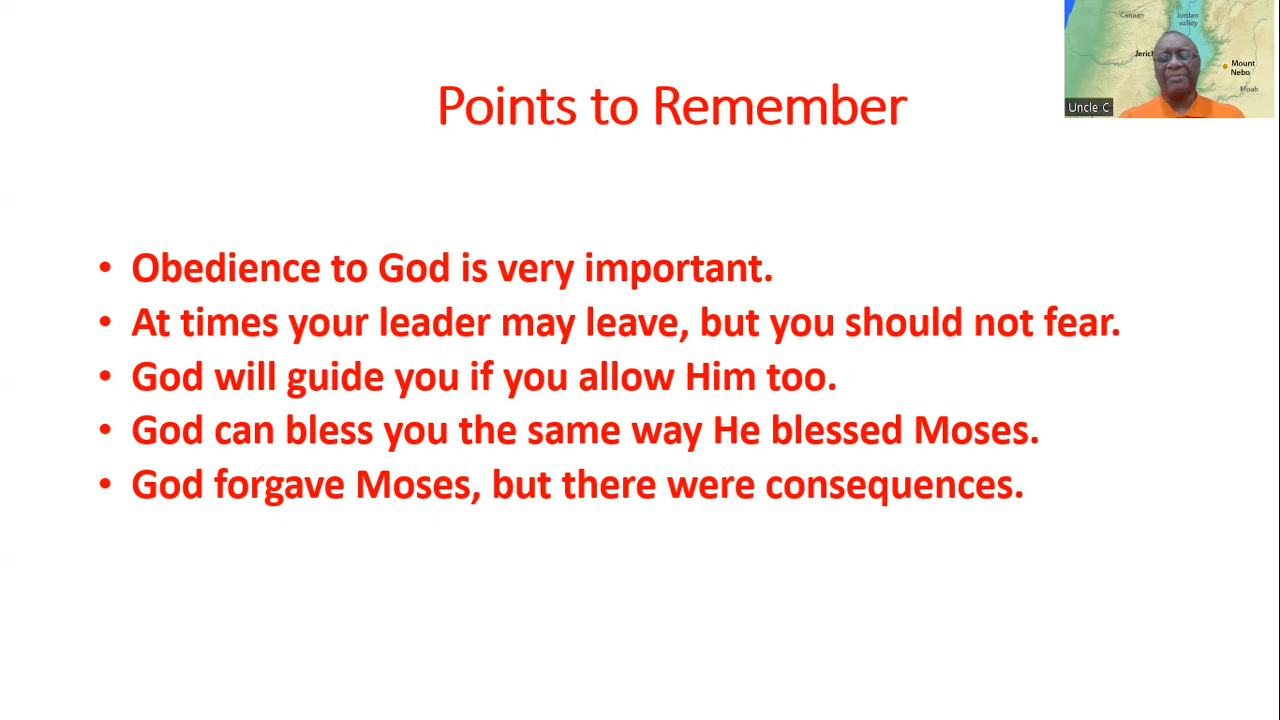 Canaan
Jordan
valley
Mount
Nebo
Moab
Uncle C
Points to Remember
• Obedience to God is very important.
• At times your leader may leave, but you should not fear.
• God will guide you if you allow Him too.
• God can bless you the same way He blessed Moses.
• God forgave Moses, but there were consequences.